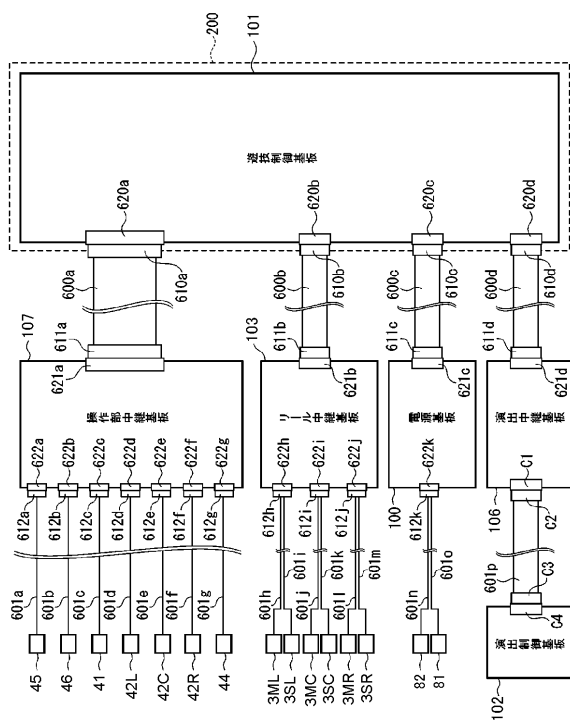 200
101
遊技制御基板
620a
620b
620c
620d
600a
610a
600b
610b
600c
610c
600d
610d
107
611a
621a
103
611b
621b
611c
621c
611d
621d
操作部中継基板
リール中継基板
電源基板
演出中継基板
622a
622b
622c
622d
622e
622f
622g
622h
622i
622j
622k
C1
612a
612b
612c
612d
612e
612f
612g
612h
612i
612j
612k
100
106
C2
601a
601b
601c
601d
601e
601f
601g
601h
601i
601j
601k
601l
601m
601n
601o
601p
C3
C4
45
46
41
42L
42C
42R
44
3ML
3SL
3MC
3SC
3MR
3SR
82
81
演出制御基板
102